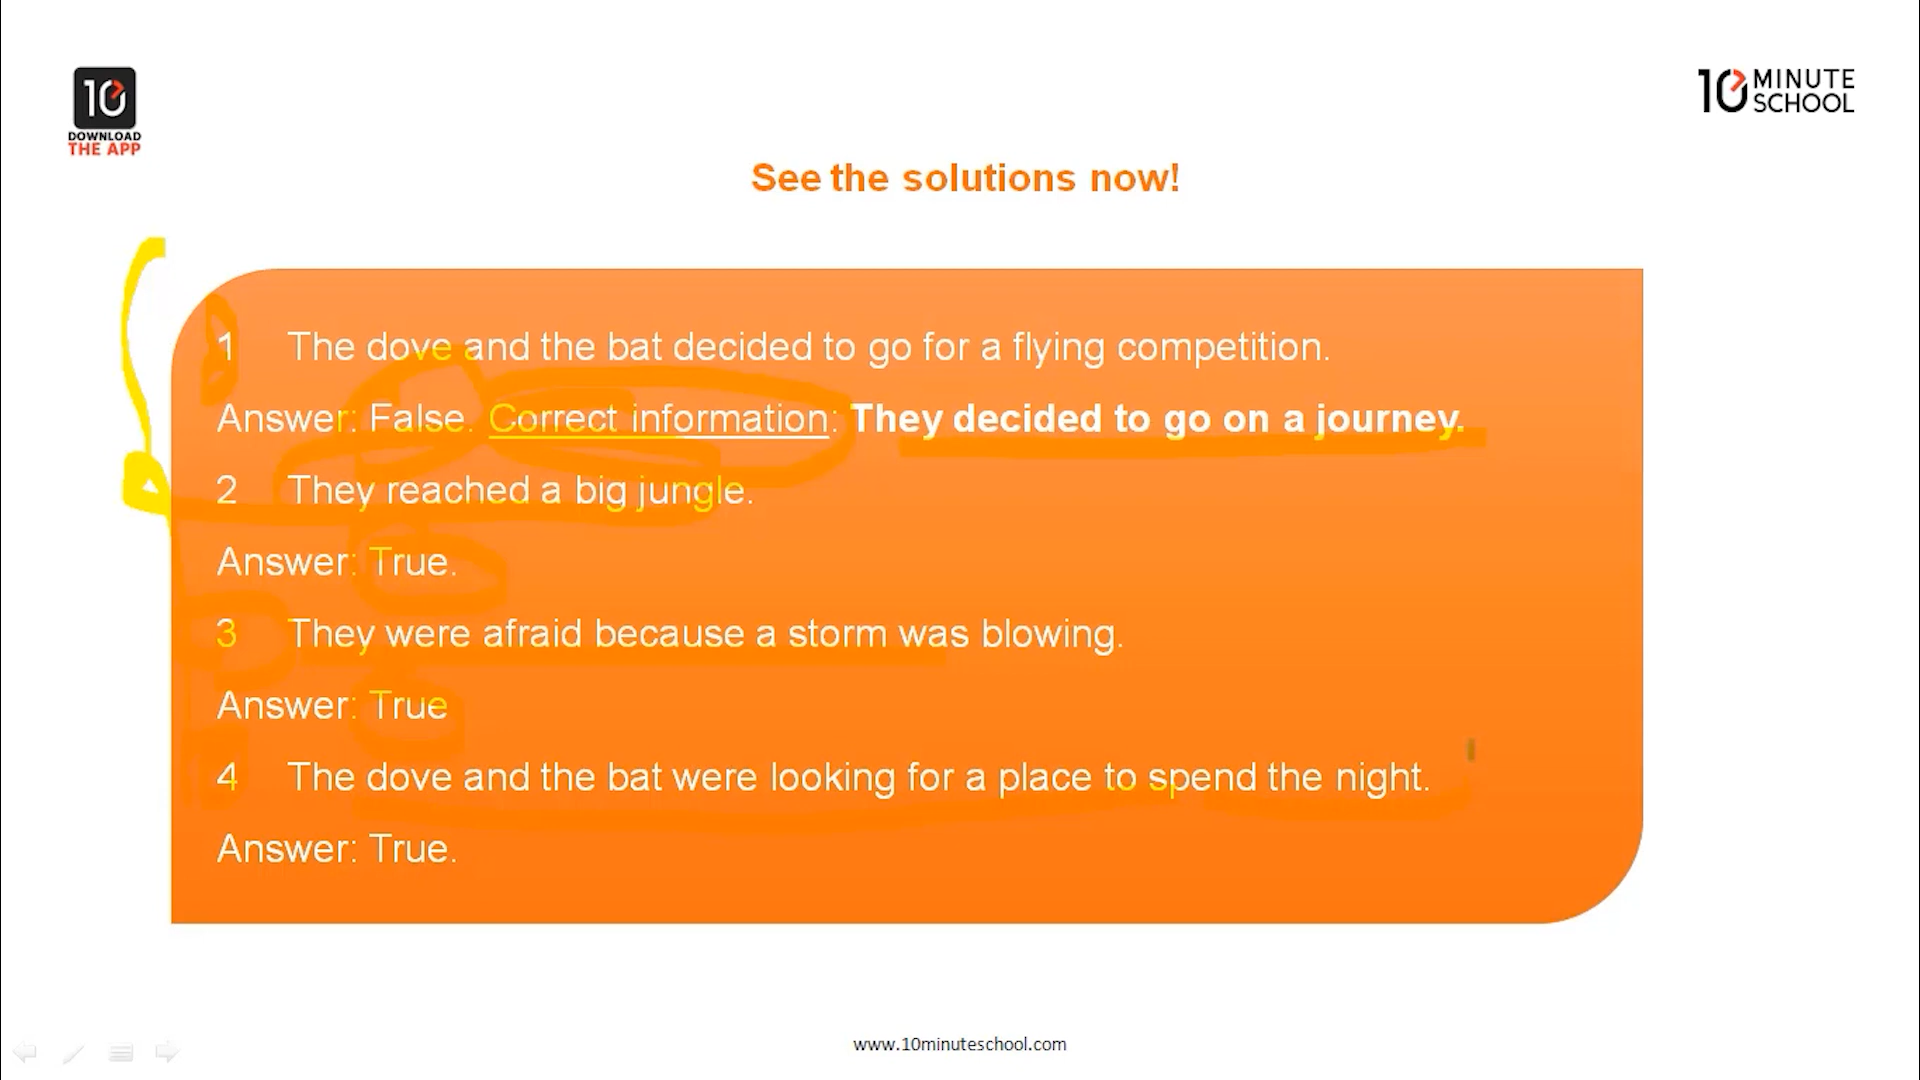 10
DOWNLOAD
THE APP
10 MINUTE
SCHOOL
See the solutions now!
1 The dove and the bat decided to go for a flying competition.
Answer: False. Correct information: They decided to go on a journey.
2 They reached a big jungle.
Answer: True.
3 They were afraid because a storm was blowing.
Answer: True
4 The dove and the bat were looking for a place to spend the night.
Answer: True.
www.10minuteschool.com